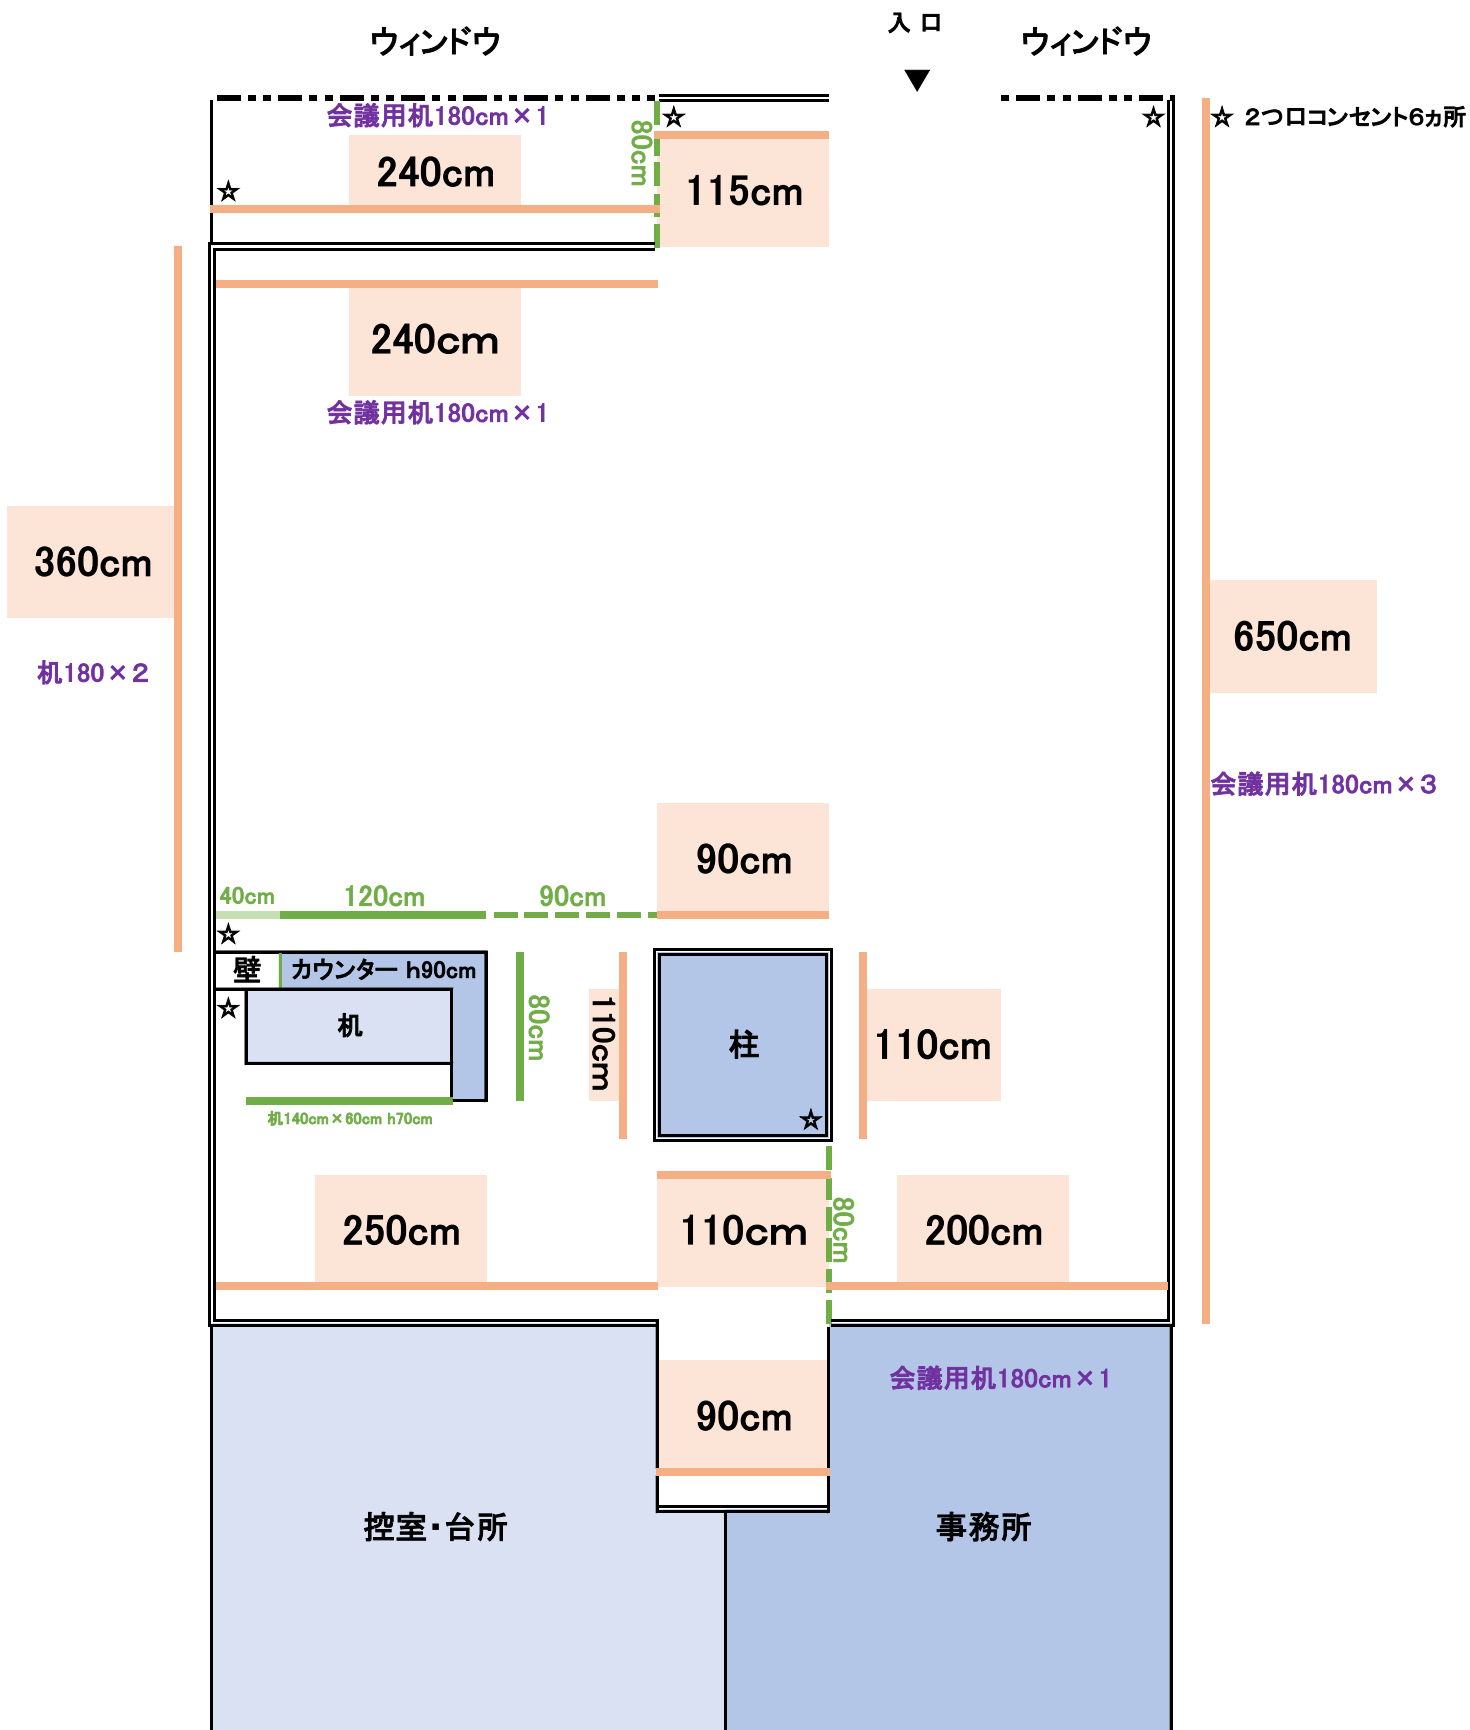 入 口
ウィンドウ
ウィンドウ
会議用机180cm×1
☆
☆
☆ 2つ口コンセント6ヵ所
80cm
240cm
115cm
☆
240cm
会議用机180cm×1
360cm
650cm
机180×2
会議用机180cm×3
90cm
40cm
120cm
90cm
☆
壁
カウンター h90cm
☆
机
80cm
110cm
柱
110cm
☆
机140cm×60cm h70cm
250cm
110cm
80cm
200cm
会議用机180cm×1
90cm
控室・台所
事務所